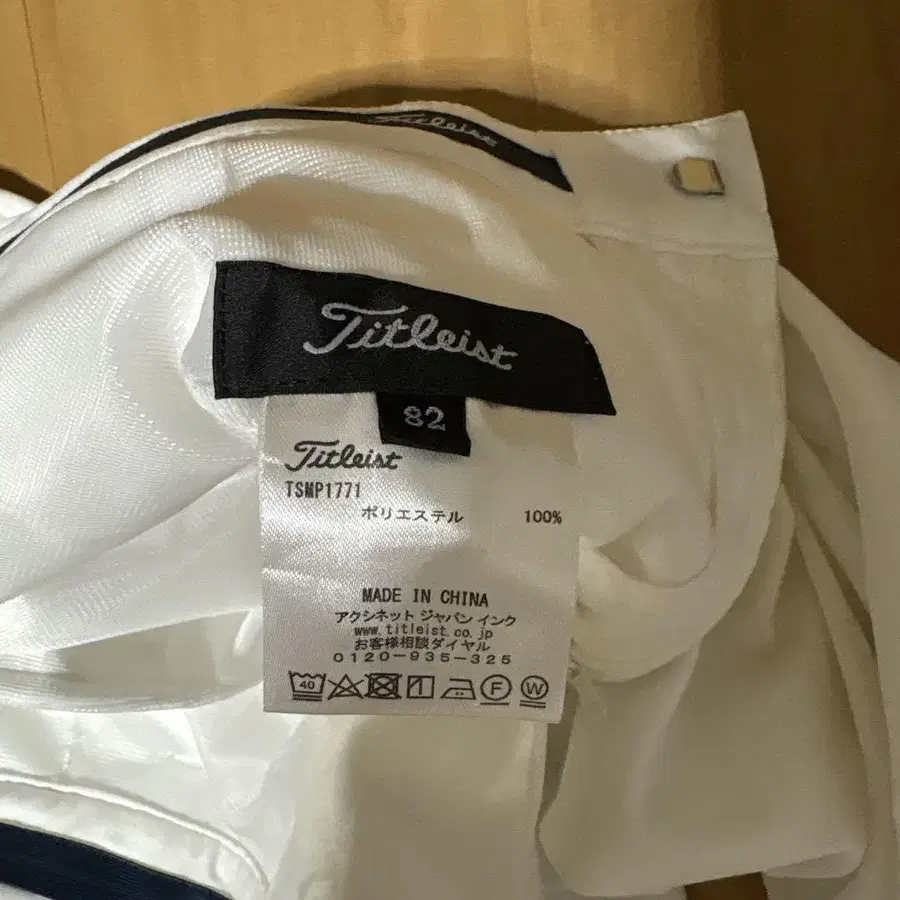 Titleist
Titleist
82
Titleist
TSMP1771
ポリエステル 100%
MADE IN CHINA
アクシネット ジャパン インク
www.titleist.co.jp
お客様相談ダイヤル
0120-935-325
40 F W